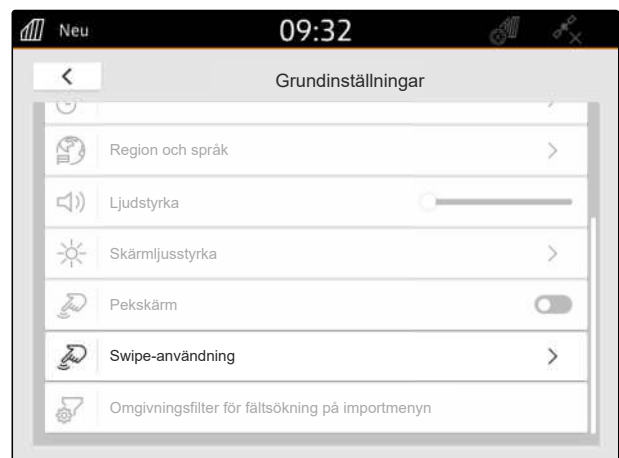 Neu 09:32
Grundinställningar
Region och språk
Ljudstyrka
Skärmljusstyrka
Pekskärm
Swipe-användning
Omgivningsfilter för fältsökning på importmenyn